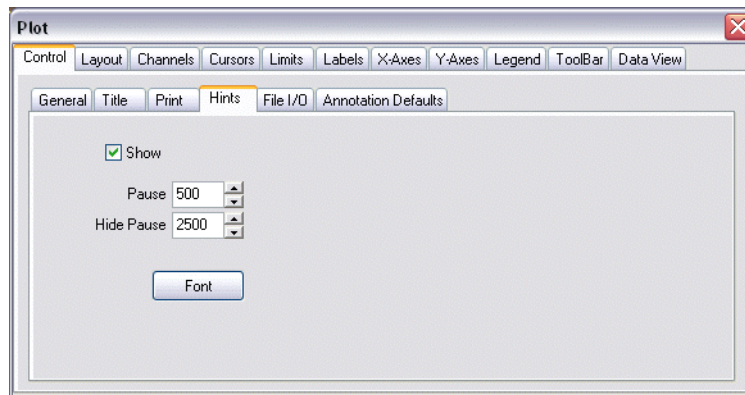 Plot
Control Layout Channels Cursors Limits Labels X-Axes Y-Axes Legend ToolBar Data View
General Title Print Hints File I/O Annotation Defaults
Show
Pause 500
Hide Pause 2500
Font